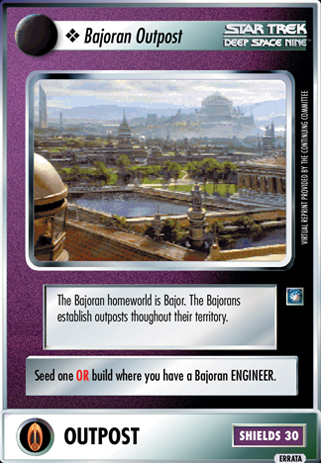 ❖ Bajoran Outpost
STAR TREK
DEEP SPACE NINE™
VIRTUAL REPRINT PROVIDED BY THE CONTINUING COMMITTEE
The Bajoran homeworld is Bajor. The Bajorans
establish outposts thoughout their territory.
Seed one OR build where you have a Bajoran ENGINEER.
OUTPOST
SHIELDS 30
ERRATA